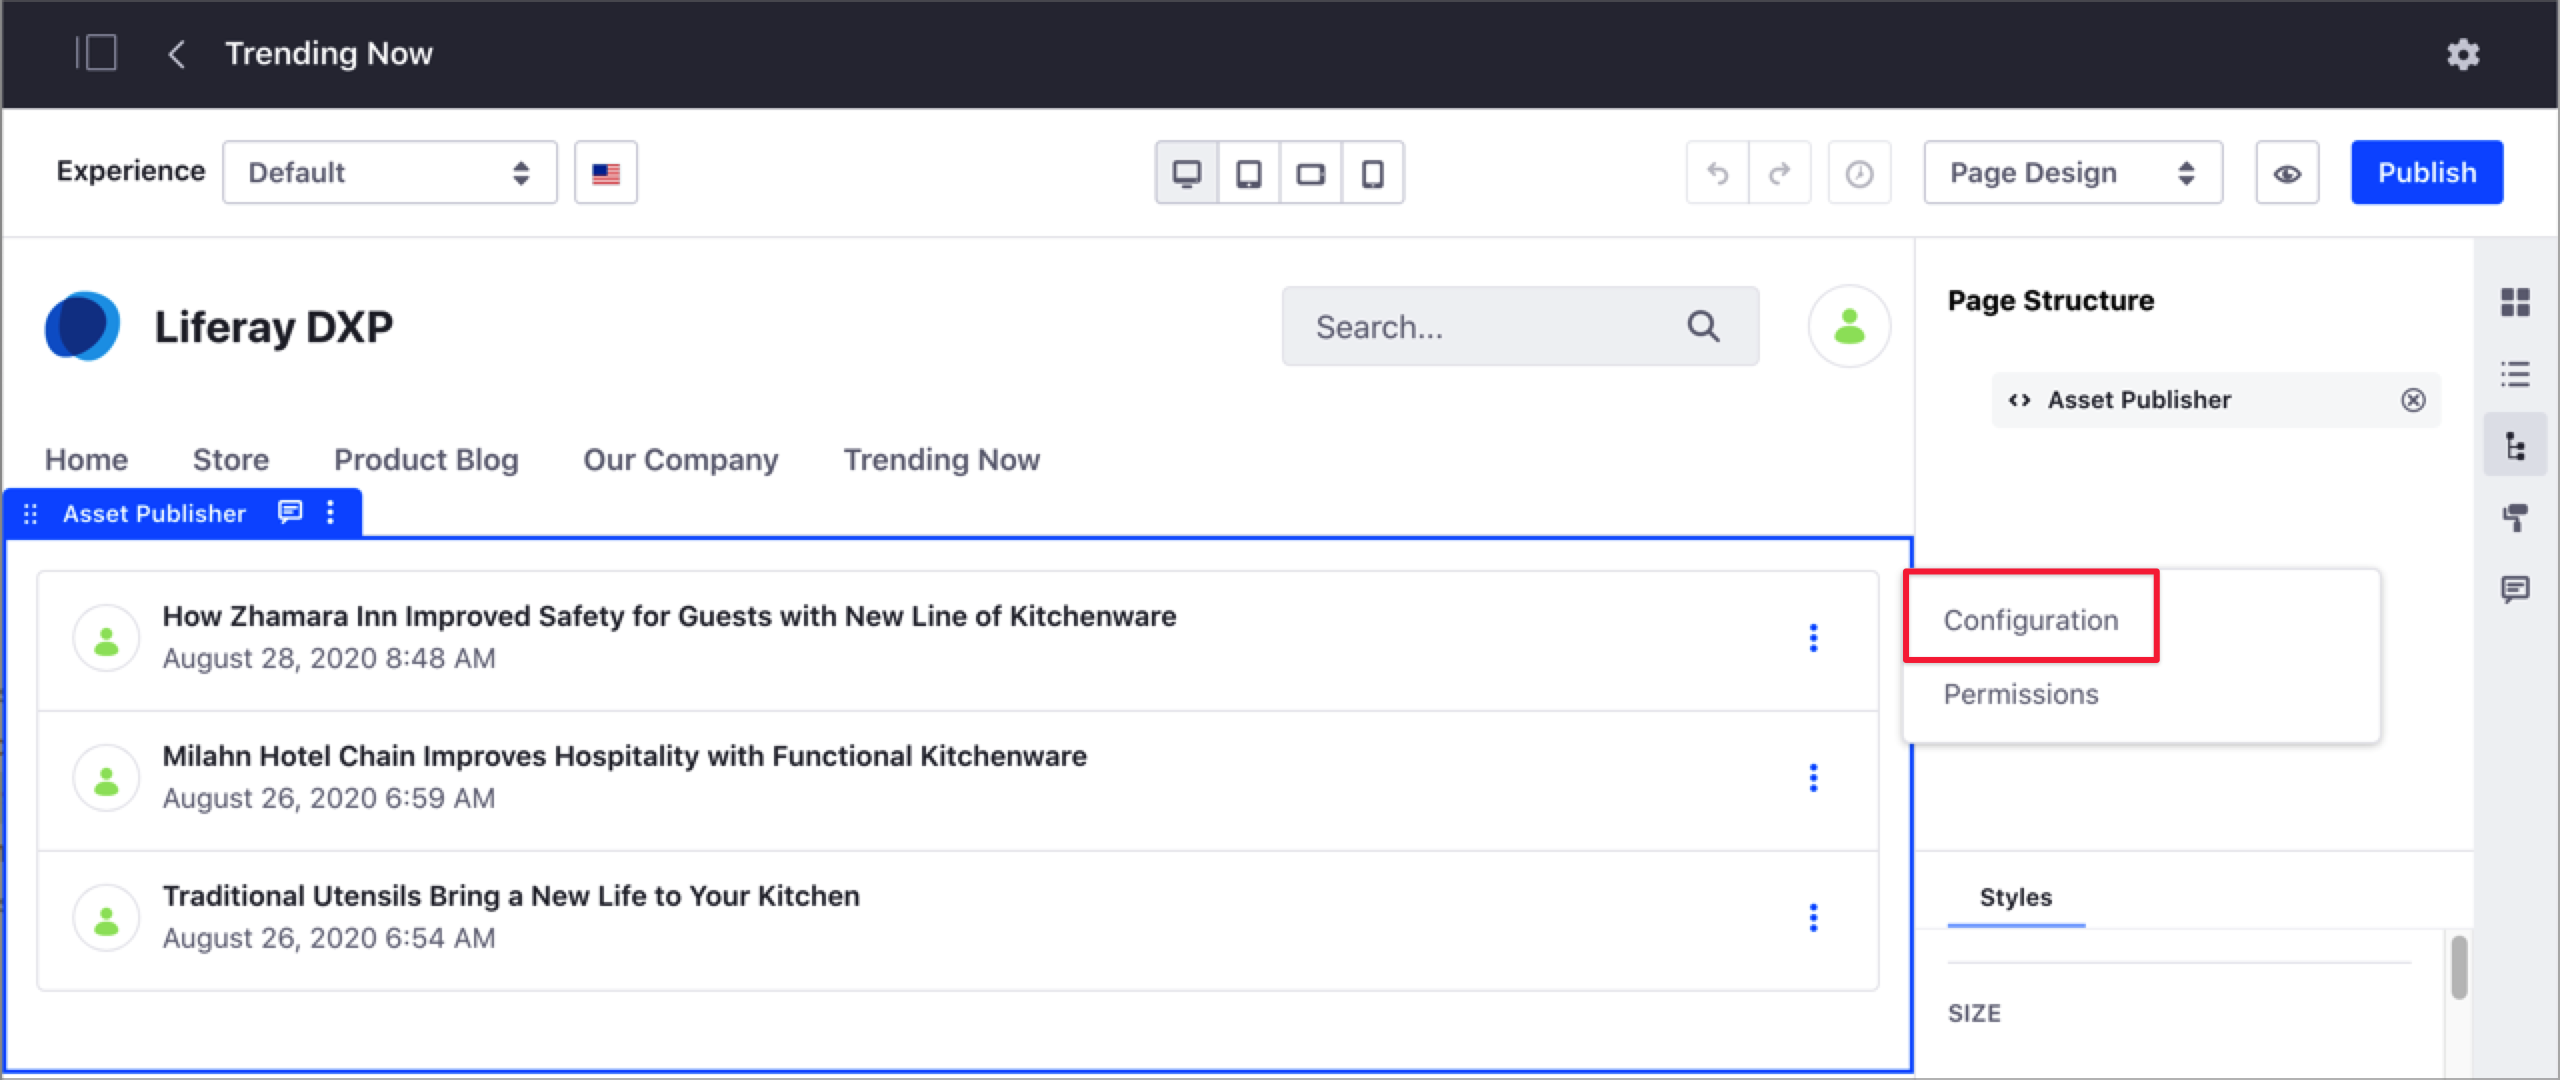 Trending Now
Experience
Default
Page Design
Publish
Liferay DXP
Search...
Home Store Product Blog Our Company Trending Now
Asset Publisher
How Zhamara Inn Improved Safety for Guests with New Line of Kitchenware
August 28, 2020 8:48 AM
Milahn Hotel Chain Improves Hospitality with Functional Kitchenware
August 26, 2020 6:59 AM
Traditional Utensils Bring a New Life to Your Kitchen
August 26, 2020 6:54 AM
Page Structure
Asset Publisher
Configuration
Permissions
Styles
SIZE